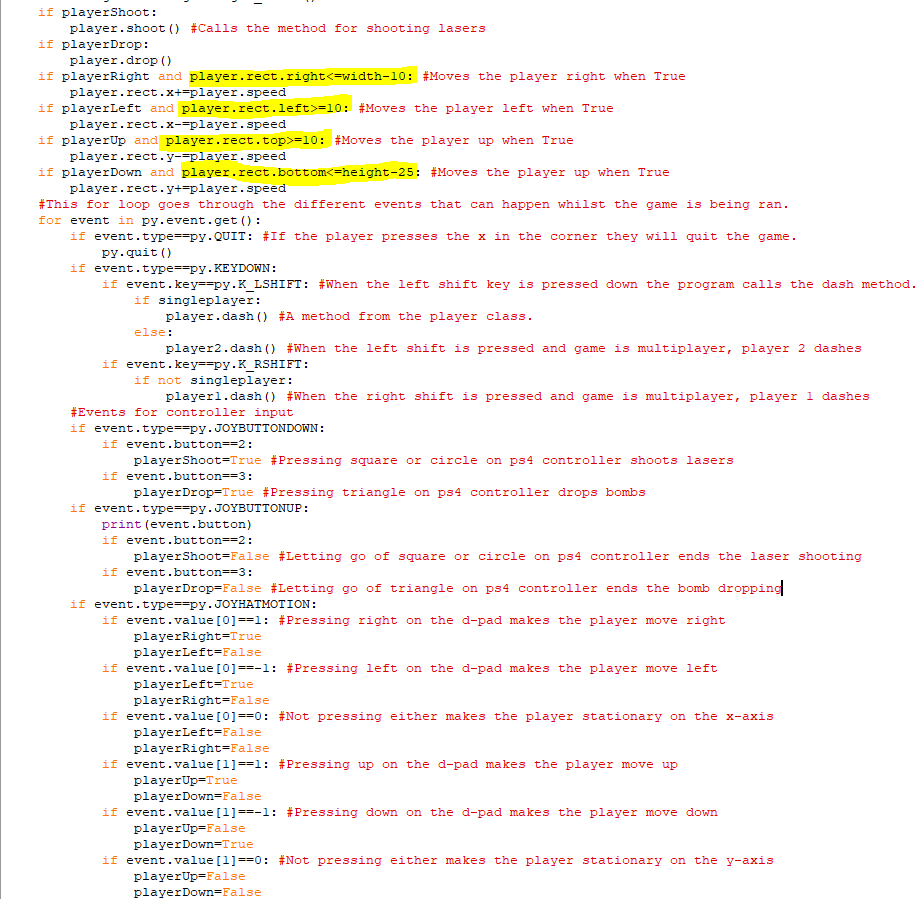 if playerShoot:
    player.shoot() #Calls the method for shooting lasers
if playerDrop:
    player.drop()
if playerRight and player.rect.right<=width-10: #Moves the player right when True
    player.rect.x+=player.speed
if playerLeft and player.rect.left>=10: #Moves the player left when True
    player.rect.x-=player.speed
if playerUp and player.rect.top>=10: #Moves the player up when True
    player.rect.y-=player.speed
if playerDown and player.rect.bottom<=height-25: #Moves the player up when True
    player.rect.y+=player.speed
#This for loop goes through the different events that can happen whilst the game is being ran.
for event in py.event.get():
    if event.type==py.QUIT: #If the player presses the x in the corner they will quit the game.
        py.quit()
    if event.type==py.KEYDOWN:
        if event.key==py.K_LSHIFT: #When the left shift key is pressed down the program calls the dash method.
            if singleplayer:
                player.dash() #A method from the player class.
            else:
                player2.dash() #When the left shift is pressed and game is multiplayer, player 2 dashes
        if event.key==py.K_RSHIFT:
            if not singleplayer:
                player1.dash() #When the right shift is pressed and game is multiplayer, player 1 dashes
    #Events for controller input
    if event.type==py.JOYBUTTONDOWN:
        if event.button==2:
            playerShoot=True #Pressing square or circle on ps4 controller shoots lasers
        if event.button==3:
            playerDrop=True #Pressing triangle on ps4 controller drops bombs
    if event.type==py.JOYBUTTONUP:
        print(event.button)
        if event.button==2:
            playerShoot=False #Letting go of square or circle on ps4 controller ends the laser shooting
        if event.button==3:
            playerDrop=False #Letting go of triangle on ps4 controller ends the bomb dropping
    if event.type==py.JOYHATMOTION:
        if event.value[0]==1: #Pressing right on the d-pad makes the player move right
            playerRight=True
            playerLeft=False
        if event.value[0]==-1: #Pressing left on the d-pad makes the player move left
            playerLeft=True
            playerRight=False
        if event.value[0]==0: #Not pressing either makes the player stationary on the x-axis
            playerLeft=False
            playerRight=False
        if event.value[1]==1: #Pressing up on the d-pad makes the player move up
            playerUp=True
            playerDown=False
        if event.value[1]==-1: #Pressing down on the d-pad makes the player move down
            playerUp=False
            playerDown=True
        if event.value[1]==0: #Not pressing either makes the player stationary on the y-axis
            playerUp=False
            playerDown=False